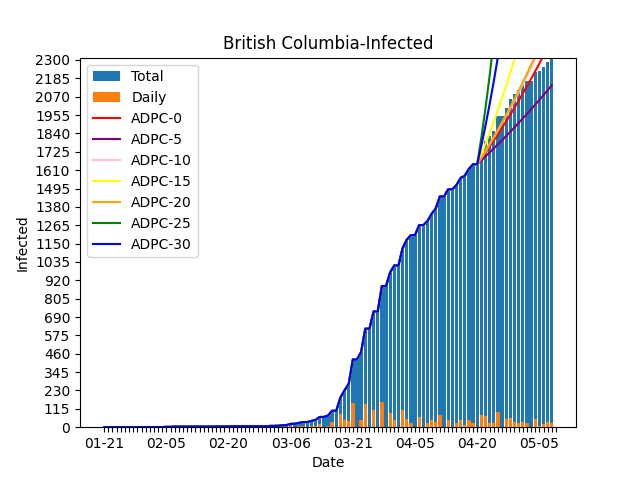 British Columbia-Infected
2300
2185
2070
1955
1840
1725
1610
1495
1380
1265
1150
1035
920
805
690
575
460
345
230
115
0
Infected
Total
Daily
ADPC-0
ADPC-5
ADPC-10
ADPC-15
ADPC-20
ADPC-25
ADPC-30
01-21 02-05 02-20 03-06 03-21 04-05 04-20 05-05
Date